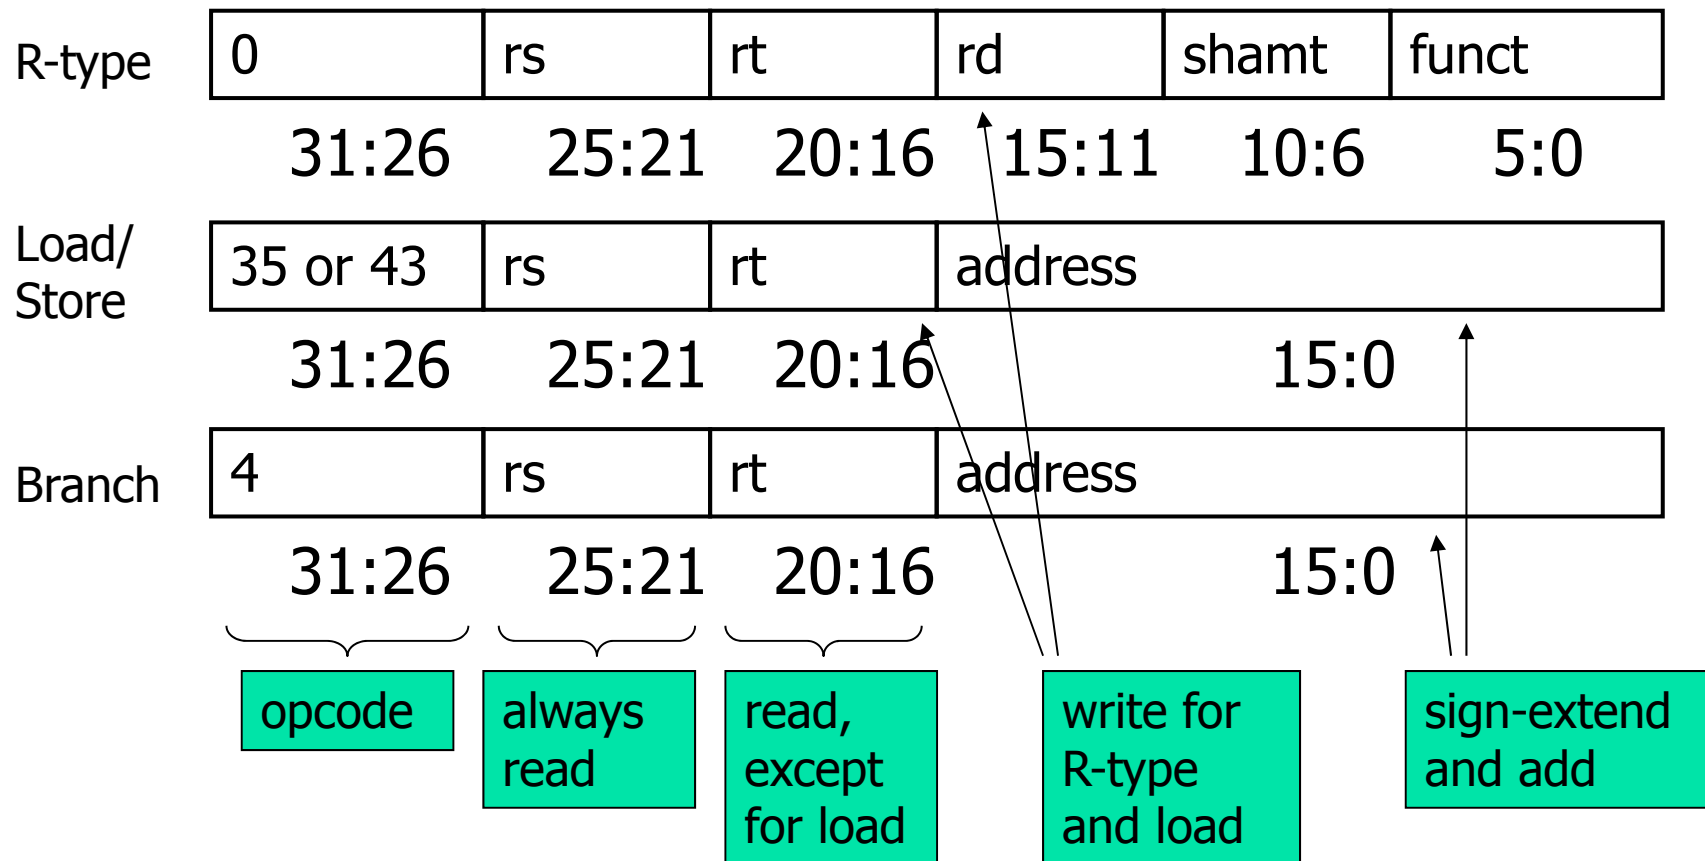 R-type 0 rs rt rd shamt funct
31:26 25:21 20:16 15:11 10:6 5:0
Load/
Store
35 or 43 rs rt address
31:26 25:21 20:16 15:0
Branch 4 rs rt address
31:26 25:21 20:16 15:0
opcode
always
read
read,
except
for load
write for
R-type
and load
sign-extend
and add